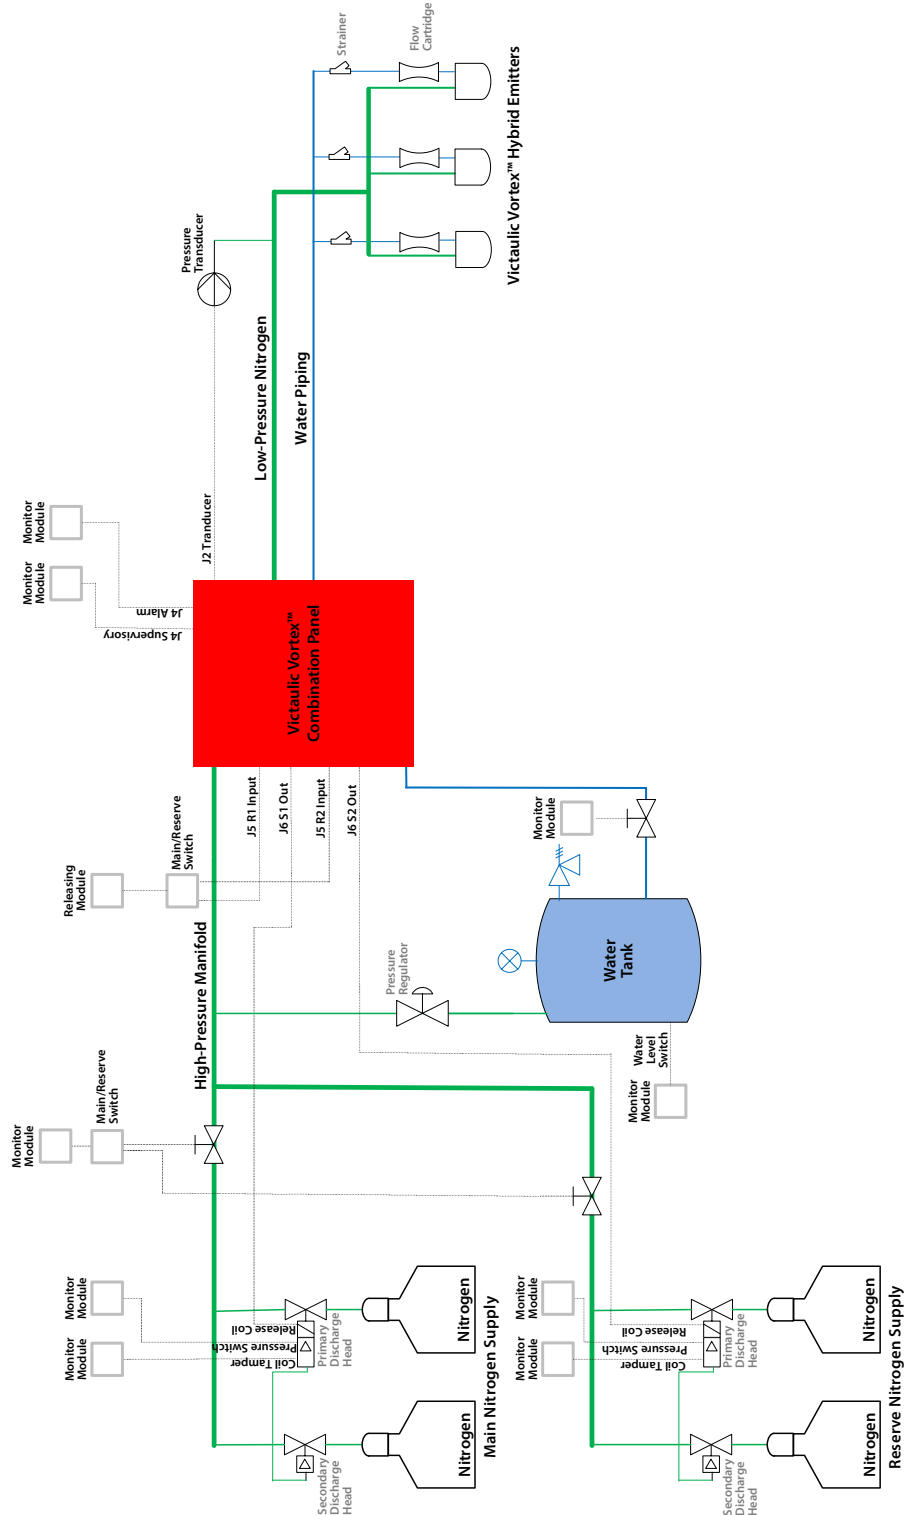 Strainer
Flow
Cartridge
Victaulic Vortex™ Hybrid Emitters
Pressure
Transducer
Low-Pressure Nitrogen
Water Piping
Monitor
Module
Monitor
Module
J2 Tranducer
J4 Alarm
J4 Supervisory
Victaulic Vortex™
Combination Panel
J5 R1 Input
J6 S1 Out
J5 R2 Input
J6 S2 Out
Releasing
Module
Main/Reserve
Switch
Monitor
Module
High-Pressure Manifold
Pressure
Regulator
Water
Tank
Water
Level
Switch
Monitor
Module
Monitor
Module
Main/Reserve
Switch
Monitor
Module
Monitor
Module
Release Coil
Pressure Switch
Coil Tamper
Primary
Discharge
Head
Nitrogen
Secondary
Discharge
Head
Nitrogen
Main Nitrogen Supply
Monitor
Module
Monitor
Module
Release Coil
Pressure Switch
Coil Tamper
Primary
Discharge
Head
Nitrogen
Secondary
Discharge
Head
Nitrogen
Reserve Nitrogen Supply